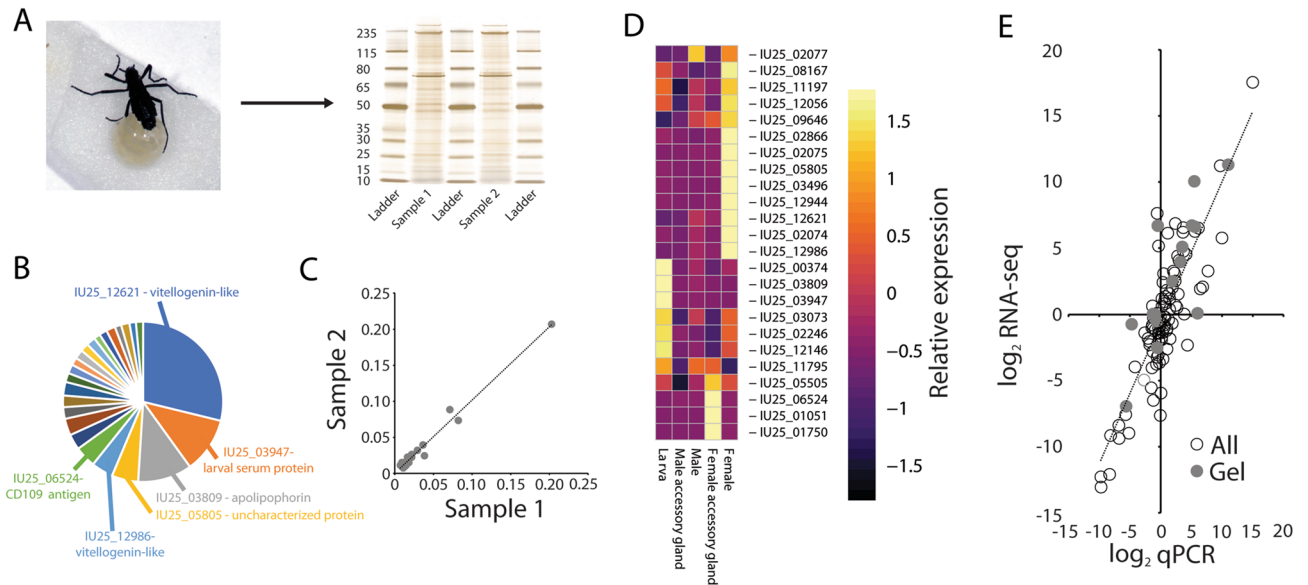 A
235
115
80
65
50
35
30
25
15
10
Ladder
Sample 1
Ladder
Sample 2
Ladder
B
IU25_12621 - vitellogenin-like
IU25_03947-
larval serum protein
IU25_03809 - apolipophorin
IU25_05805 - uncharacterized protein
IU25_12986-
vitellogenin-like
IU25_06524-
CD109 antigen
C
0.25
0.20
0.15
0.10
0.05
0
0
0.05
0.10
0.15
0.20
0.25
Sample 2
Sample 1
D
IU25_02077
IU25_08167
IU25_11197
IU25_12056
IU25_09646
IU25_02866
IU25_02075
IU25_05805
IU25_03496
IU25_12944
IU25_12621
IU25_02074
IU25_12986
IU25_00374
IU25_03809
IU25_03947
IU25_03073
IU25_02246
IU25_12146
IU25_11795
IU25_05505
IU25_06524
IU25_01051
IU25_01750
La rva
Male accessory gland
Male
Female accessory gland
Female
1.5
1
0.5
0
−0.5
−1
−1.5
Relative expression
E
20
15
10
5
0
-5
-10
-15
-15
-10
-5
0
5
10
15
20
log2 RNA-seq
log2 qPCR
All
Gel